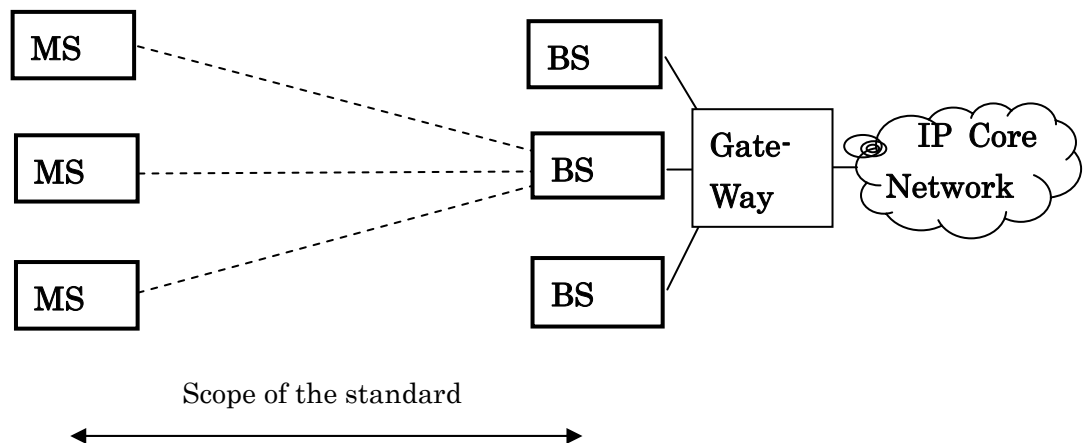 MS
MS
MS
BS
BS
BS
Gate-
Way
IP Core
Network
Scope of the standard